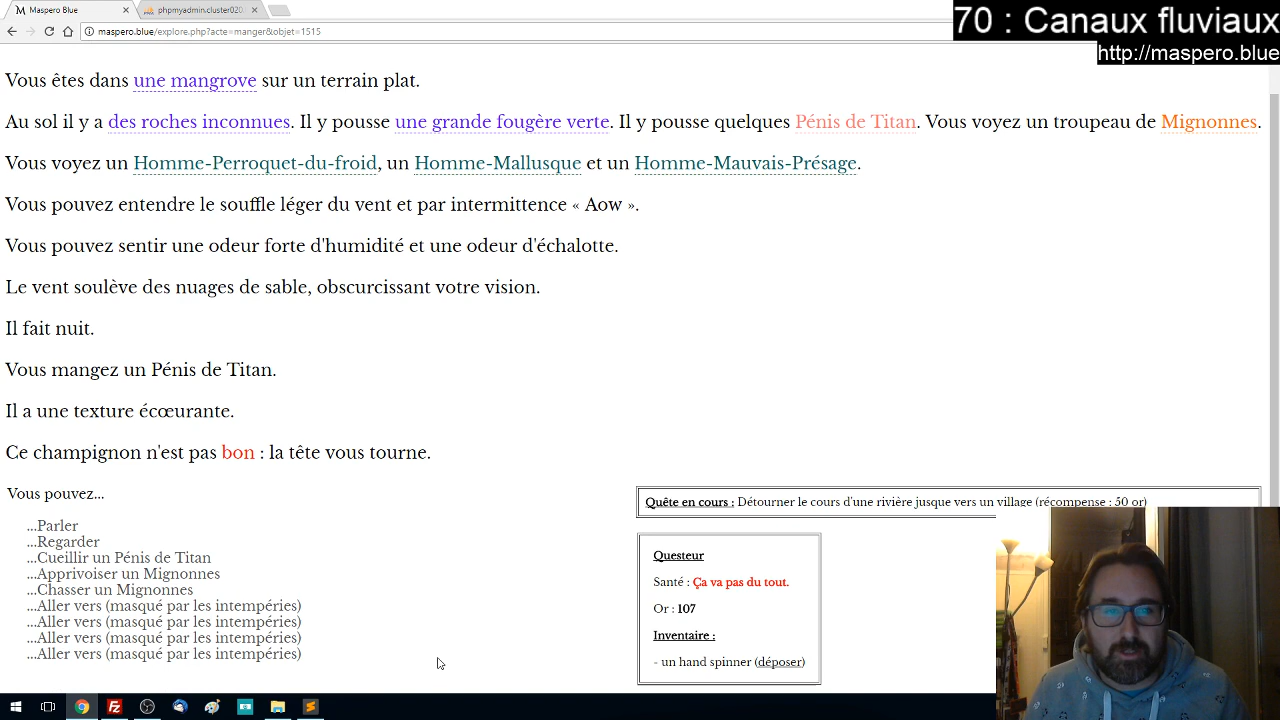 Maspero Blue
phpmyadmin.cluster020
maspero.blue/explore.php?acte=manger&objet=1515
70 : Canaux fluviaux
http://maspero.blue
Vous êtes dans une mangrove sur un terrain plat.
Au sol il y a des roches inconnues. Il y pousse une grande fougère verte. Il y pousse quelques Pénis de Titan. Vous voyez un troupeau de Mignonnes.
Vous voyez un Homme-Perroquet-du-froid, un Homme-Mallusque et un Homme-Mauvais-Présage.
Vous pouvez entendre le souffle léger du vent et par intermittence « Aow ».
Vous pouvez sentir une odeur forte d'humidité et une odeur d'échalotte.
Le vent soulève des nuages de sable, obscurcissant votre vision.
Il fait nuit.
Vous mangez un Pénis de Titan.
Il a une texture écœurante.
Ce champignon n'est pas bon : la tête vous tourne.
Vous pouvez...
...Parler
...Regarder
...Cueillir un Pénis de Titan
...Apprivoiser un Mignonnes
...Chasser un Mignonnes
...Aller vers (masqué par les intempéries)
...Aller vers (masqué par les intempéries)
...Aller vers (masqué par les intempéries)
...Aller vers (masqué par les intempéries)
Quête en cours : Détourner le cours d'une rivière jusque vers un village (récompense : 50 or)
Questeur
Santé : Ça va pas du tout.
Or : 107
Inventaire :
- un hand spinner (déposer)